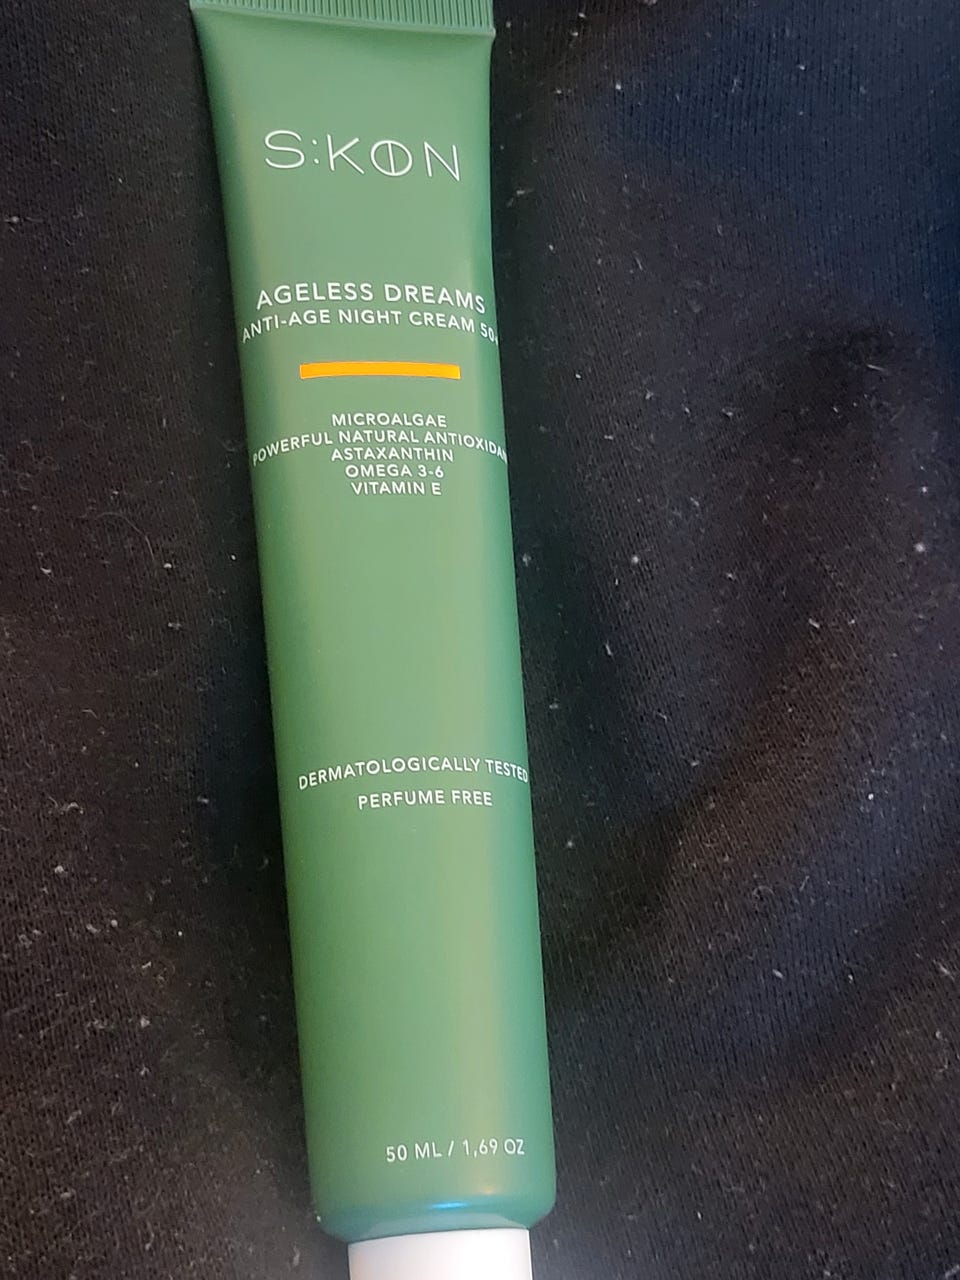 S:KON
AGELESS DREAMS
ANTI-AGE NIGHT CREAM 50+
MICROALGAE
POWERFUL NATURAL ANTIOXIDAN
ASTAXANTHIN
OMEGA 3-6
VITAMIN E
DERMATOLOGICALLY TESTED
PERFUME FREE
50 ML / 1,69 OZ